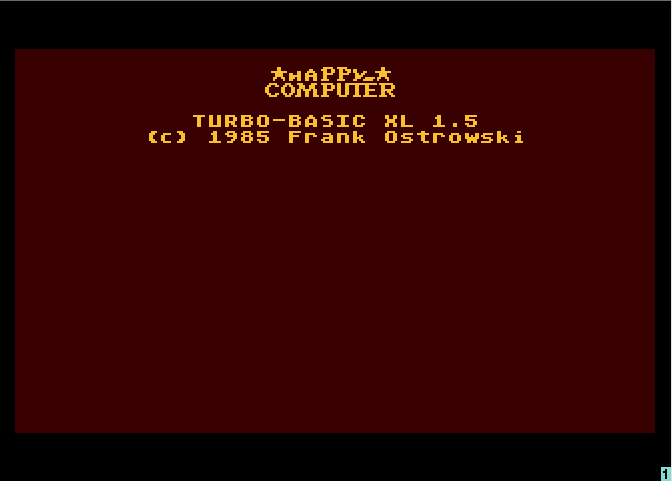 ★HAPPY★
COMPUTER
TURBO-BASIC XL 1.5
(c) 1985 Frank Ostrowski
1